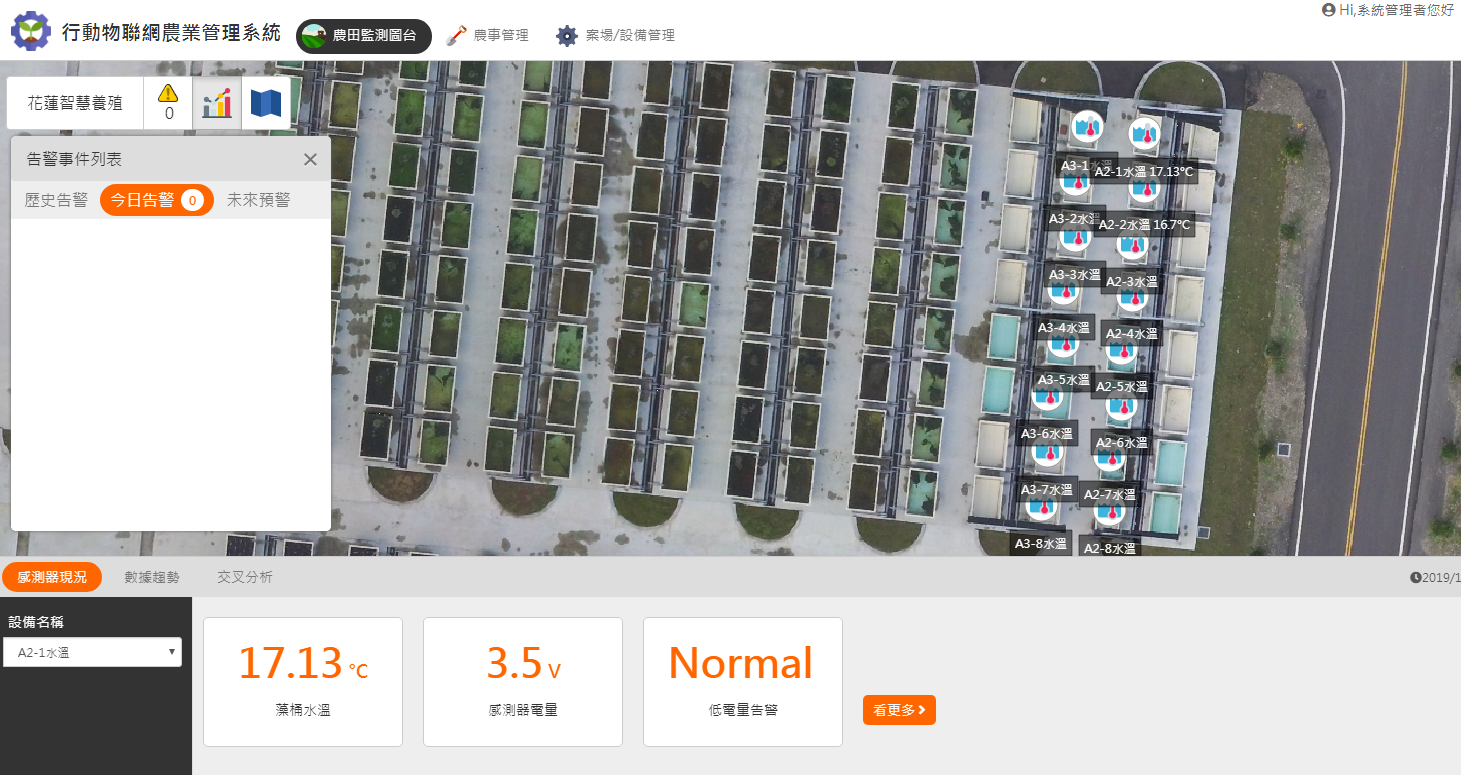 Hi,系統管理者您好
行動物聯網農業管理系統
農田監測圖台
農事管理
案場/設備管理
花蓮智慧養殖
0
告警事件列表
歷史告警
今日告警 0
未來預警
A3-1水溫
A2-1水溫 17.13℃
A3-2水溫
A2-2水溫 16.7℃
A3-3水溫
A2-3水溫
A3-4水溫
A2-4水溫
A3-5水溫
A2-5水溫
A3-6水溫
A2-6水溫
A3-7水溫
A2-7水溫
A3-8水溫
A2-8水溫
感測器現況
數據趨勢
交叉分析
2019/1
設備名稱
A2-1水溫
17.13 ℃
藻桶水溫
3.5 V
感測器電量
Normal
低電量告警
看更多